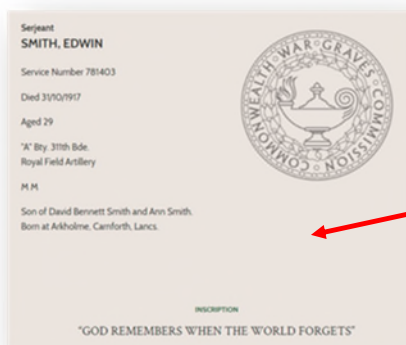 Serjeant
SMITH, EDWIN
Service Number 781403
Died 31/10/1917
Aged 29
"A" Bty. 311th Bde.
Royal Field Artillery
M M
Son of David Bennett Smith and Ann Smith.
Born at Arkholme, Carnforth, Lancs.
COMMONWEALTH · WAR · GRAVES · COMMISSION
INSCRIPTION
"GOD REMEMBERS WHEN THE WORLD FORGETS"